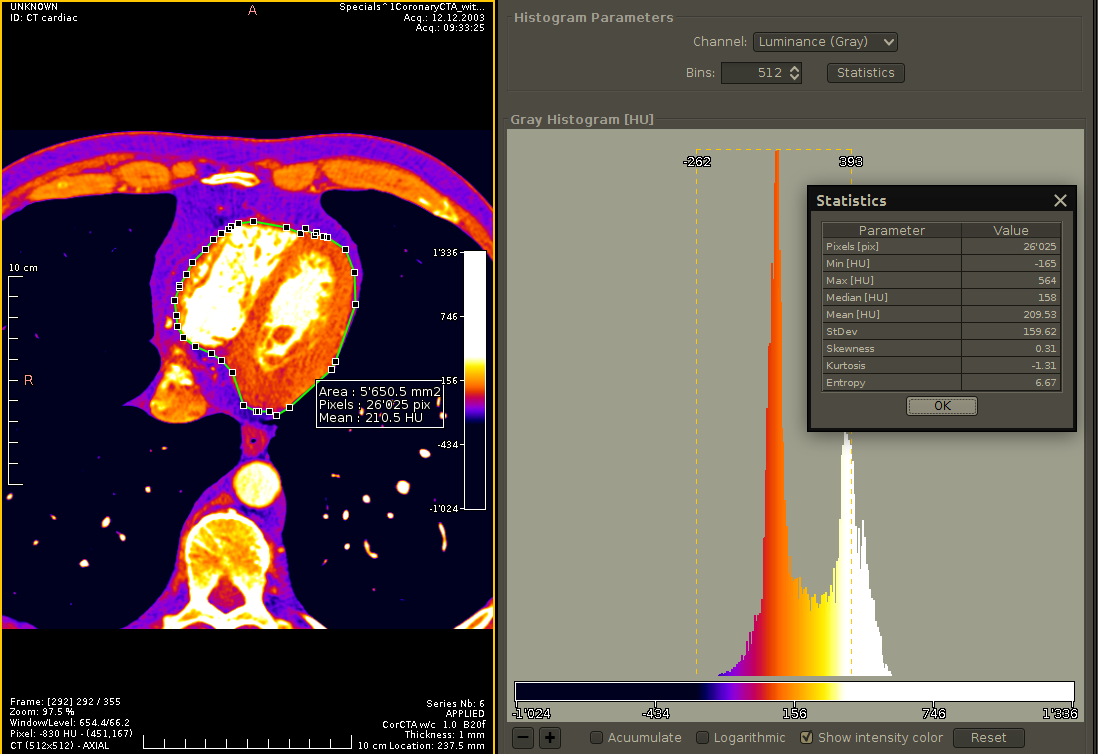 UNKNOWN
ID: CT cardiac
A
Specials^1CoronaryCTA_wit...
Acq.: 12.12.2003
Acq.: 09:33:25
10 cm
R
1'336
746
156
-434
-1'024
Area : 5'650.5 mm2
Pixels : 26'025 pix
Mean : 210.5 HU
Frame: [292] 292 / 355
Zoom: 97.5 %
Window/Level: 654.4/66.2
Pixel: -830 HU - (451,167)
CT (512x512) - AXIAL
10 cm
Series Nb: 6
APPLIED
CorCTA w/c 1.0 B20f
Thickness: 1 mm
Location: 237.5 mm
Histogram Parameters
Channel: Luminance (Gray)
Bins: 512 Statistics
Gray Histogram [HU]
-262 393
Statistics
Parameter Value
Pixels [pix] 26'025
Min [HU] -165
Max [HU] 564
Median [HU] 158
Mean [HU] 209.53
StDev 159.62
Skewness 0.31
Kurtosis -1.31
Entropy 6.67
OK
-1'024 -434 156 746 1'336
Acuumulate Logarithmic Show intensity color Reset